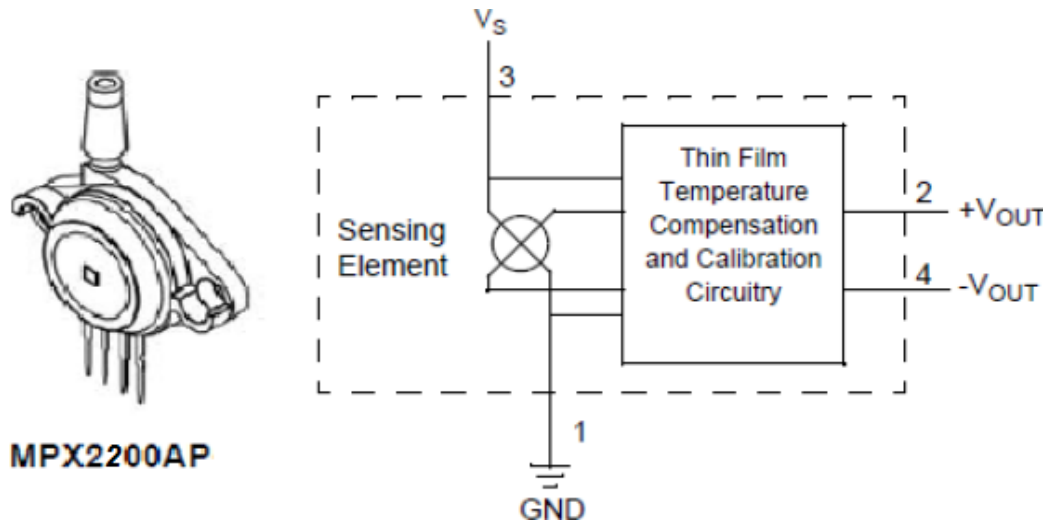 VS
3
Thin Film
Temperature
Compensation
and Calibration
Circuitry
Sensing
Element
2
+VOUT
4
-VOUT
1
GND
MPX2200AP